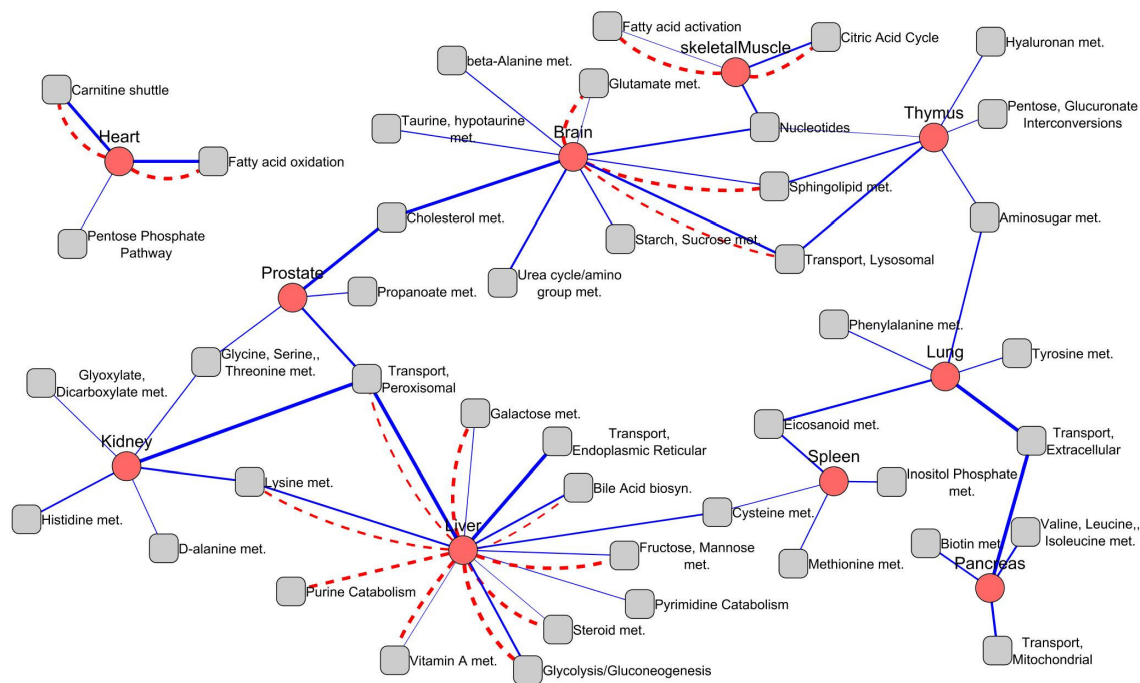 Fatty acid activation
skeletalMuscle
Citric Acid Cycle
Hyaluronan met.
beta-Alanine met.
Glutamate met.
Carnitine shuttle
Heart
Fatty acid oxidation
Pentose Phosphate
Pathway
Taurine, hypotaurine
met.
Brain
Nucleotides
Thymus
Pentose, Glucuronate
Interconversions
Sphingolipid met.
Cholesterol met.
Starch, Sucrose met.
Aminosugar met.
Transport, Lysosomal
Urea cycle/amino
group met.
Prostate
Propanoate met.
Glycine, Serine,,
Threonine met.
Transport,
Peroxisomal
Glyoxylate,
Dicarboxylate met.
Phenylalanine met.
Lung
Tyrosine met.
Kidney
Galactose met.
Transport,
Endoplasmic Reticular
Eicosanoid met.
Transport,
Extracellular
Spleen
Inositol Phosphate
met.
Lysine met.
Bile Acid biosyn.
Cysteine met.
Histidine met.
D-alanine met.
Liver
Fructose, Mannose
met.
Methionine met.
Biotin met.
Valine, Leucine,,
Isoleucine met.
Pancreas
Purine Catabolism
Pyrimidine Catabolism
Steroid met.
Vitamin A met.
Glycolysis/Gluconeogenesis
Transport,
Mitochondrial